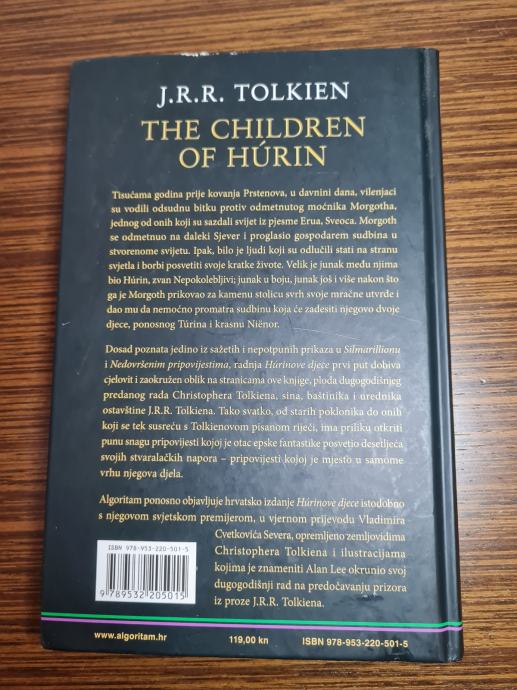 J.R.R. TOLKIEN
THE CHILDREN
OF HÚRIN
Tisućama godina prije kovanja Prstenova, u davnini dana, vilenjaci
su vodili odsudnu bitku protiv odmetnutog moćnika Morgotha,
jednog od onih koji su sazdali svijet iz pjesme Erua, Sveoca. Morgoth
se odmetnuo na daleki Sjever i proglasio gospodarem sudbina u
stvorenome svijetu. Ipak, bilo je ljudi koji su odlučili stati na stranu
svjetla i borbi posvetiti svoje kratke živote. Velik je junak među njima
bio Húrin, zvan Nepokolebljivi; junak u boju, junak još i više nakon što
ga je Morgoth prikovao za kamenu stolicu svrh svoje mračne utvrde i
dao mu da nemoćno promatra sudbinu koja će zadesiti njegovo dvoje
djece, ponosnog Túrina i krasnu Niënor.
Dosad poznata jedino iz sažetih i nepotpunih prikaza u Silmarillionu
i Nedovršenim pripovijestima, radnja Húrinove djece prvi put dobiva
cjelovit i zaokružen oblik na stranicama ove knjige, ploda dugogodišnjeg
predanog rada Christophera Tolkiena, sina, baštinika i urednika
ostavštine J.R.R. Tolkiena. Tako svatko, od starih poklonika do onih
koji se tek susreću s Tolkienovom pisanom riječi, ima priliku otkriti
punu snagu pripovijesti kojoj je otac epske fantastike posvetio desetljeća
svojih stvaralačkih napora – pripovijesti kojoj je mjesto u samome
vrhu njegova djela.
Algoritam ponosno objavljuje hrvatsko izdanje Húrinove djece istodobno
s njegovom svjetskom premijerom, u vjernom prijevodu Vladimira
Cvetkovića Severa, opremljeno zemljovidima
Christophera Tolkiena i ilustracijama
kojima je znameniti Alan Lee okrunio svoj
dugogodišnji rad na predočavanju prizora
iz proze J.R.R. Tolkiena.
ISBN 978-953-220-501-5
9 789532 205015
www.algoritam.hr
119,00 kn
ISBN 978-953-220-501-5